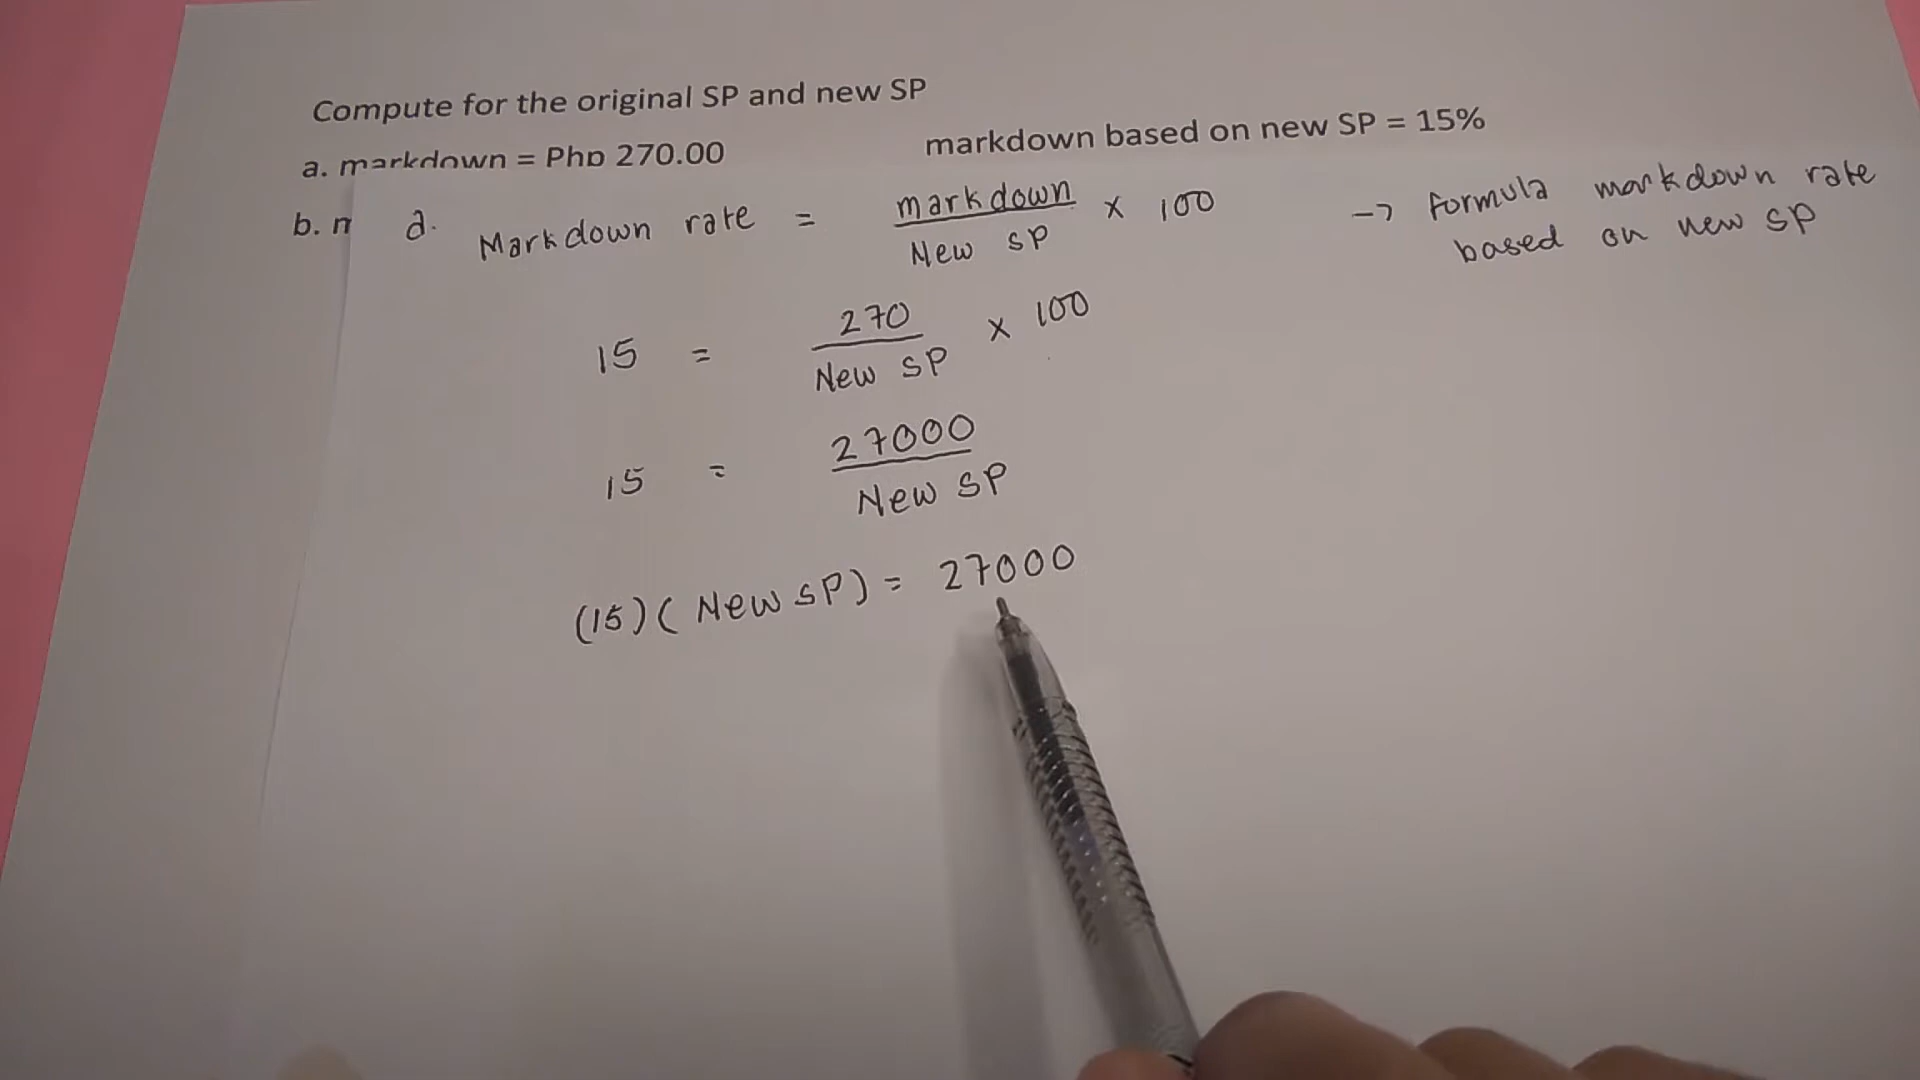 Compute for the original SP and new SP
a. markdown = Php 270.00 markdown based on new SP = 15%
b.
a. Markdown rate = markdown / New SP x 100 -> formula markdown rate
based on new SP
15 = 270 / New SP x 100
15 = 27000 / New SP
(15)(New SP) = 27000